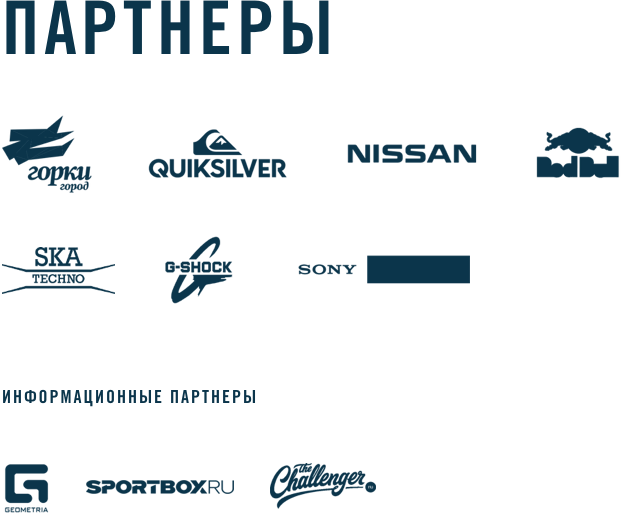 ПАРТНЕРЫ
горки
город
QUIKSILVER
NISSAN
Red Bull
SKA
TECHNO
G-SHOCK
SONY
ИНФОРМАЦИОННЫЕ ПАРТНЕРЫ
GEOMETRIA
SPORTBOX.RU
The
Challenger
ru